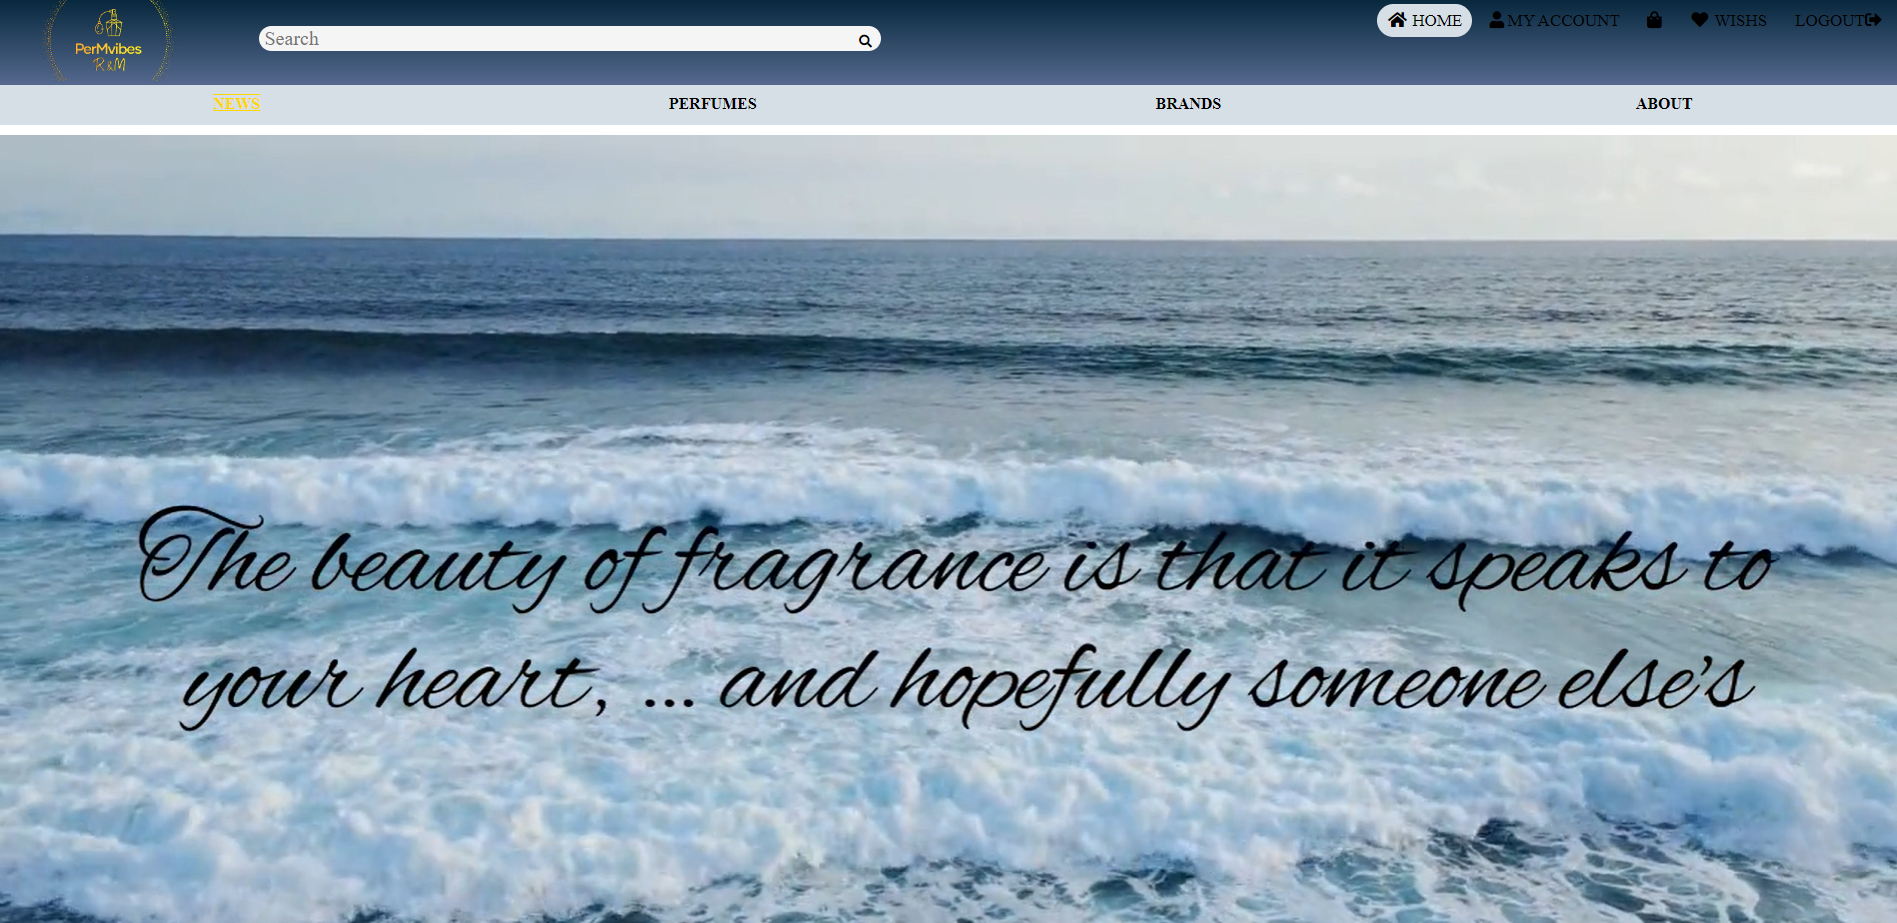 PerMvibes
R&M
Search
HOME
MY ACCOUNT
WISHS
LOGOUT
NEWS
PERFUMES
BRANDS
ABOUT
The beauty of fragrance is that it speaks to
your heart, ... and hopefully someone else's